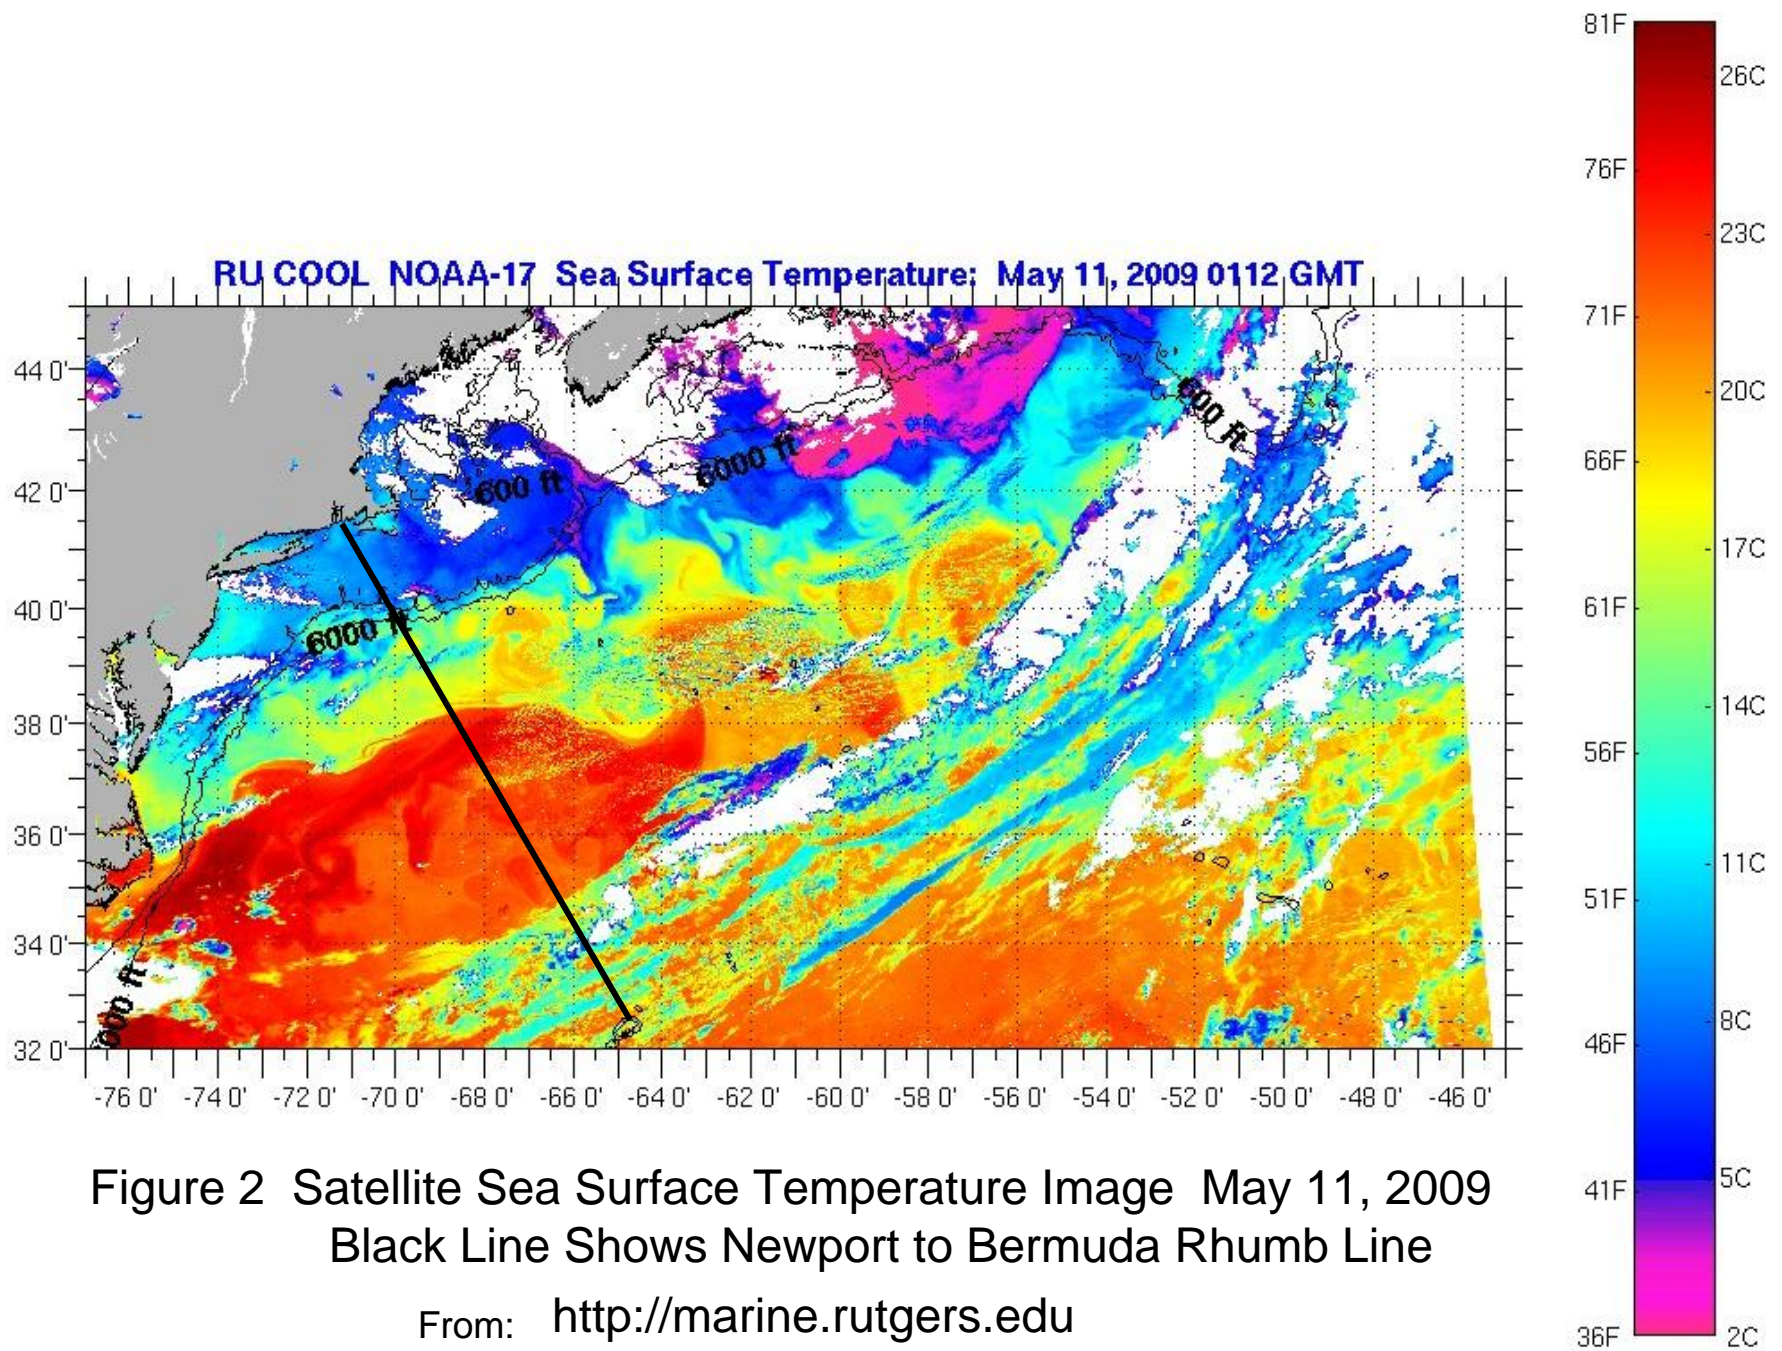 81F
26C
76F
23C
RU COOL  NOAA-17  Sea Surface Temperature:  May 11, 2009 0112 GMT
71F
44 0'
600 ft
20C
66F
6000 ft
42 0'
600 ft
17C
61F
40 0'
6000 ft
14C
38 0'
56F
36 0'
11C
51F
34 0'
8C
46F
32 0'
-76 0' -74 0' -72 0' -70 0' -68 0' -66 0' -64 0' -62 0' -60 0' -58 0' -56 0' -54 0' -52 0' -50 0' -48 0' -46 0'
5C
41F
Figure 2  Satellite Sea Surface Temperature Image  May 11, 2009
Black Line Shows Newport to Bermuda Rhumb Line
From: http://marine.rutgers.edu
36F
2C